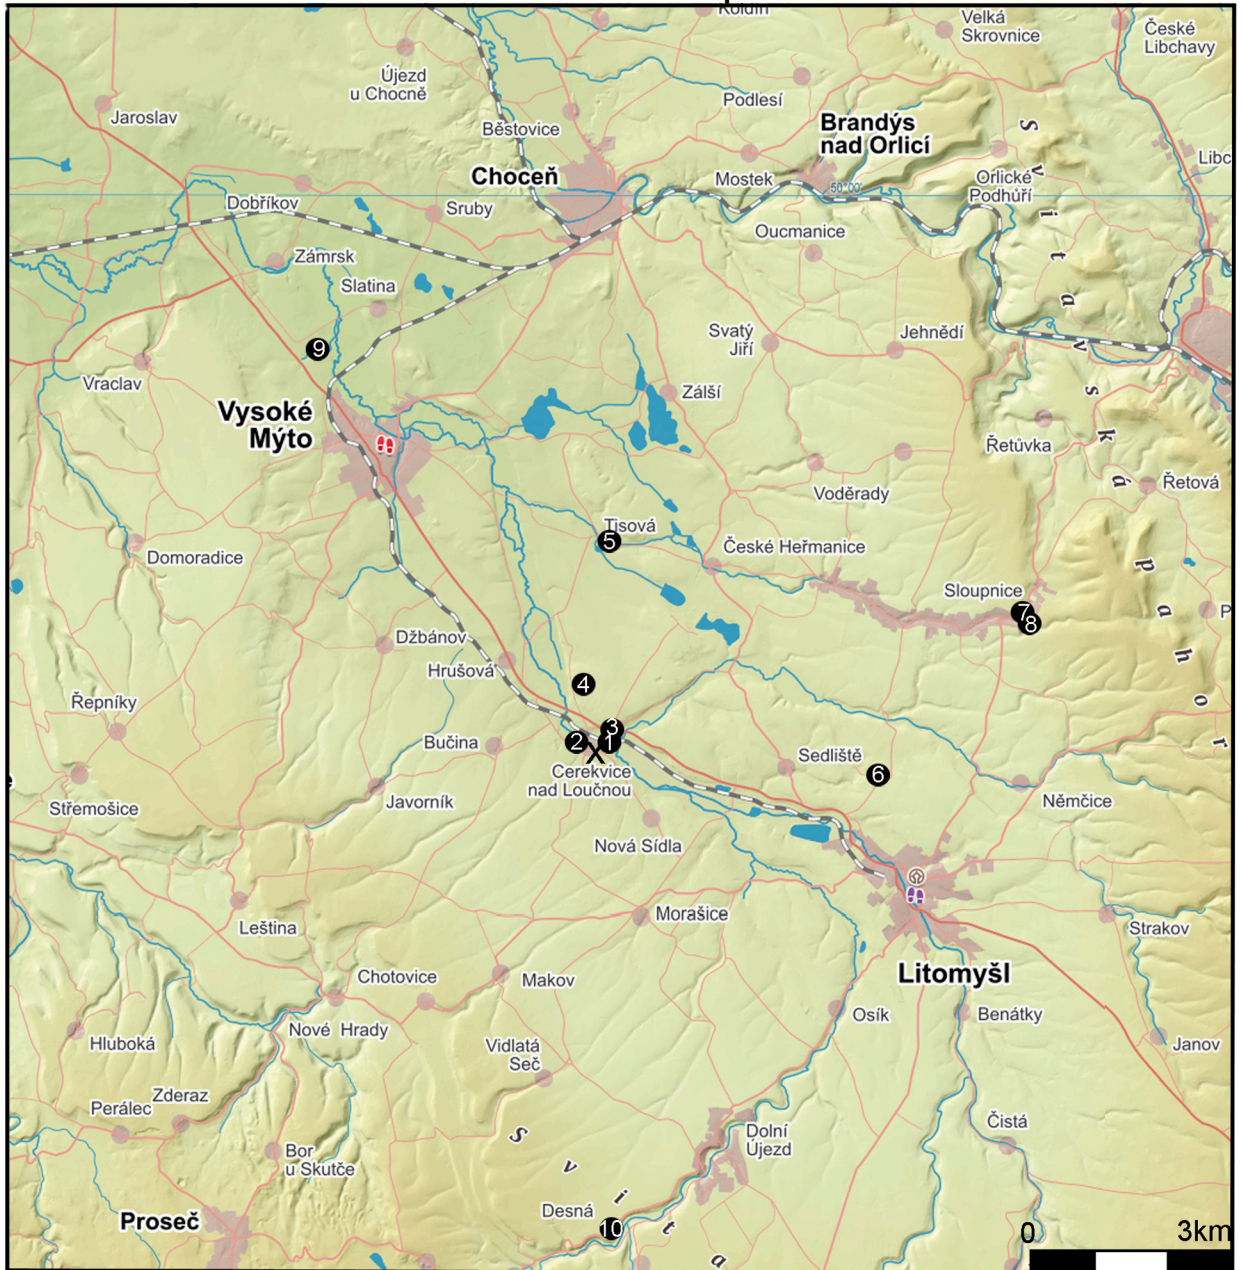 Koldín
Velká
Skrovnice
České
Libchavy
Újezd
u Chocně
Podlesí
Jaroslav
Běstovice
Brandýs
nad Orlicí
Libc
Choceň
Mostek
50°00'
Orlické
Podhůří
Dobříkov
Sruby
Oucmanice
Zámrsk
Slatina
Svatý
Jiří
Jehnědí
9
Vraclav
Zálší
Vysoké
Mýto
Řetůvka
Řetová
Voděrady
Tisová
5
České Heřmanice
Domoradice
Sloupnice
7
8
P
Džbánov
Hrušová
4
Řepníky
3
2
1
X
Bučina
Sedliště
6
Cerekvice
nad Loučnou
Střemošice
Javorník
Němčice
Nová Sídla
Morašice
Leština
Strakov
Chotovice
Makov
Litomyšl
Nové Hrady
Osík
Benátky
Hluboká
Vidlatá
Seč
Janov
Perálec
Zderaz
Čistá
Dolní
Újezd
Bor
u Skutče
Desná
10
Proseč
0
3km
S v i t a v s k á p a h o r
S v i t a